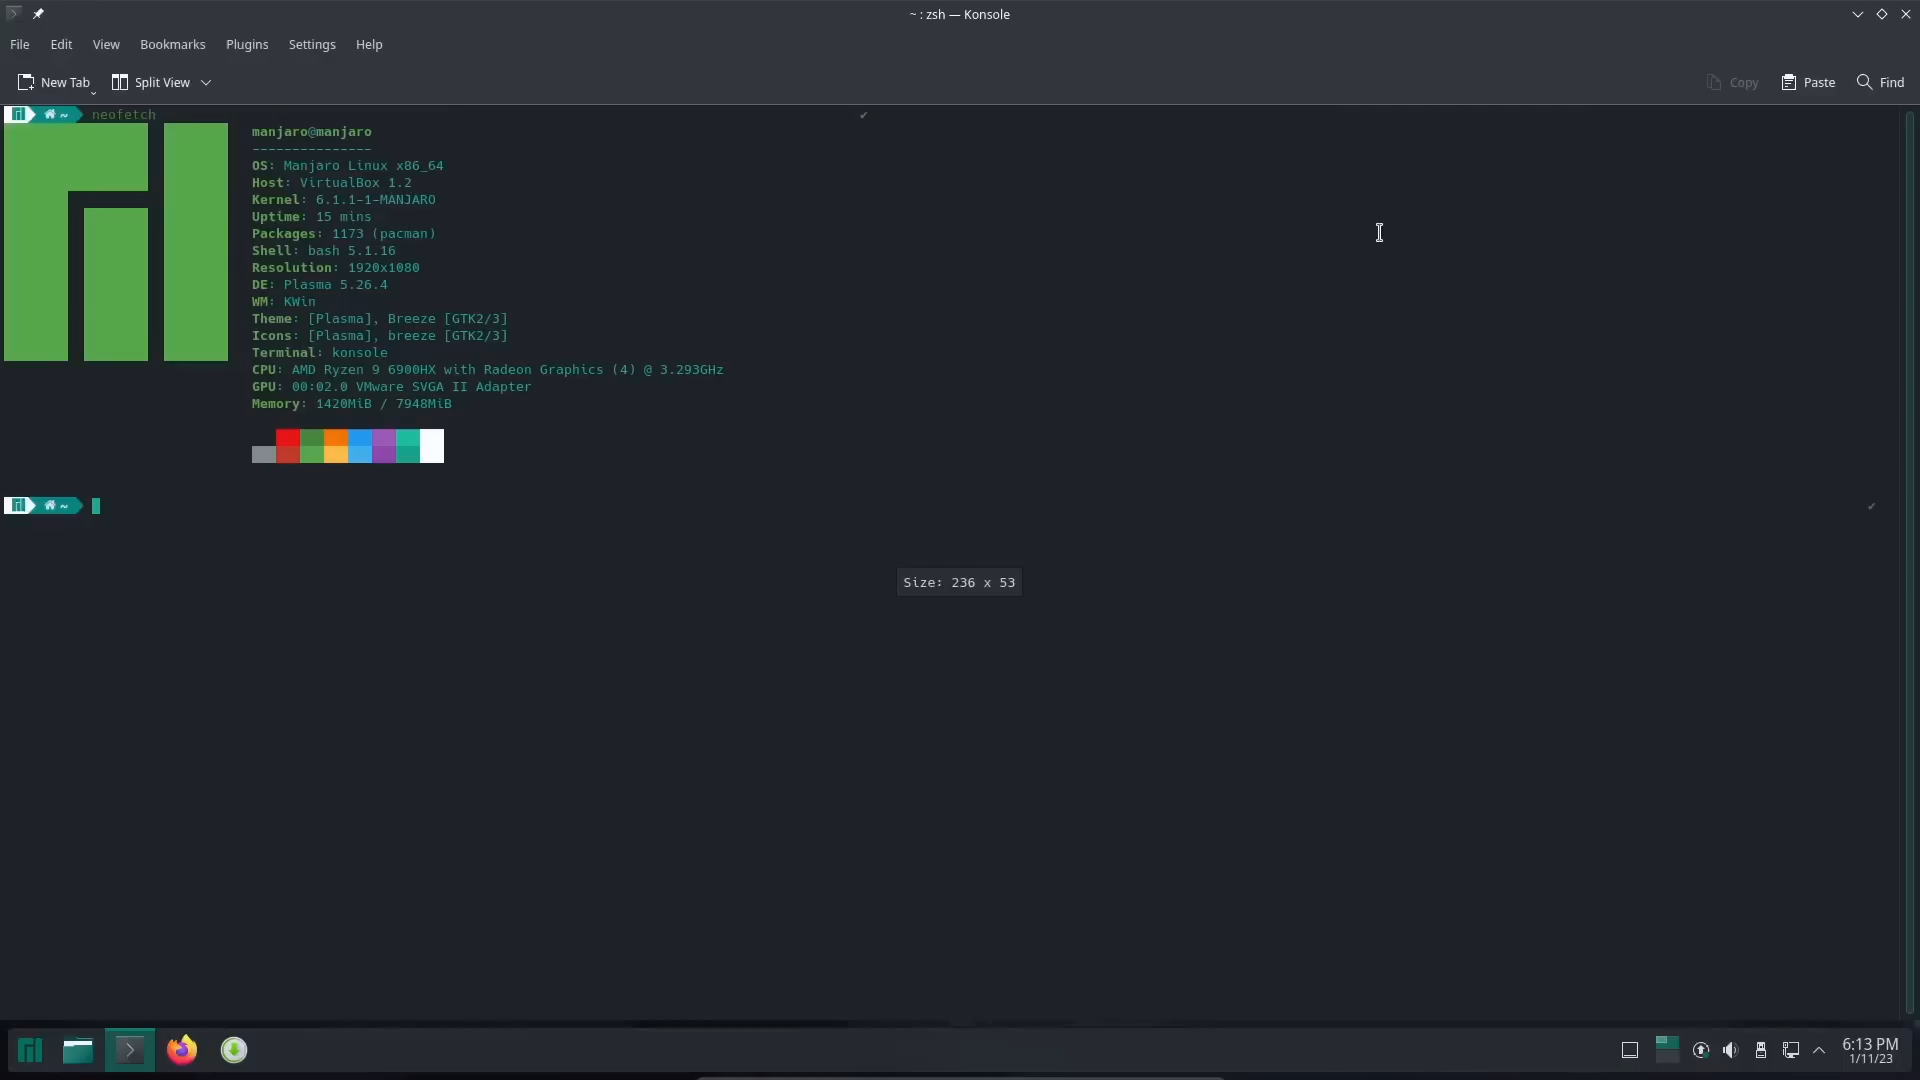 ~ : zsh — Konsole
File Edit View Bookmarks Plugins Settings Help
New Tab Split View Copy Paste Find
~ neofetch ✔
manjaro@manjaro
---------------
OS: Manjaro Linux x86_64
Host: VirtualBox 1.2
Kernel: 6.1.1-1-MANJARO
Uptime: 15 mins
Packages: 1173 (pacman)
Shell: bash 5.1.16
Resolution: 1920x1080
DE: Plasma 5.26.4
WM: KWin
Theme: [Plasma], Breeze [GTK2/3]
Icons: [Plasma], breeze [GTK2/3]
Terminal: konsole
CPU: AMD Ryzen 9 6900HX with Radeon Graphics (4) @ 3.293GHz
GPU: 00:02.0 VMware SVGA II Adapter
Memory: 1420MiB / 7948MiB
~ ✔
Size: 236 x 53
6:13 PM
1/11/23